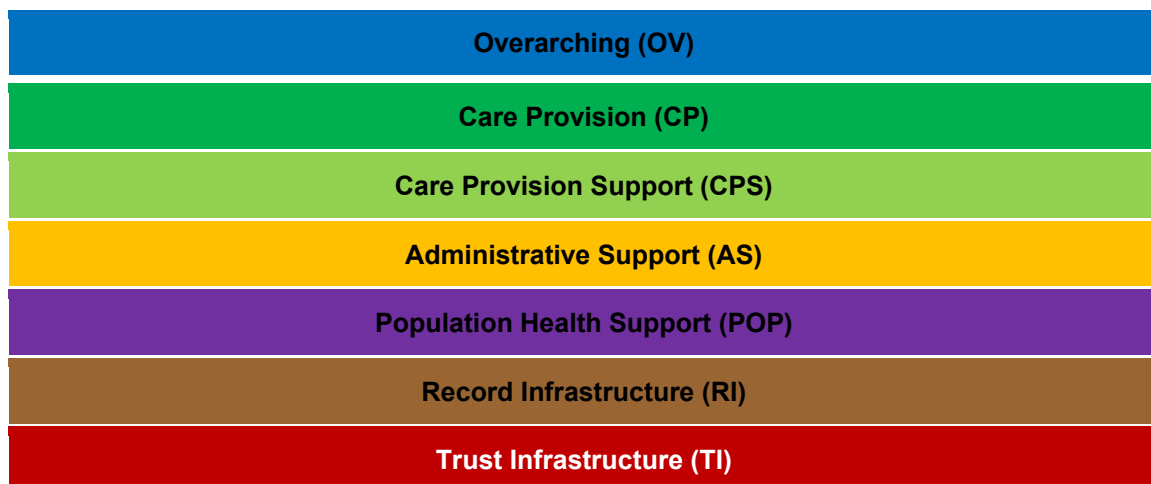 Overarching (OV)
Care Provision (CP)
Care Provision Support (CPS)
Administrative Support (AS)
Population Health Support (POP)
Record Infrastructure (RI)
Trust Infrastructure (TI)